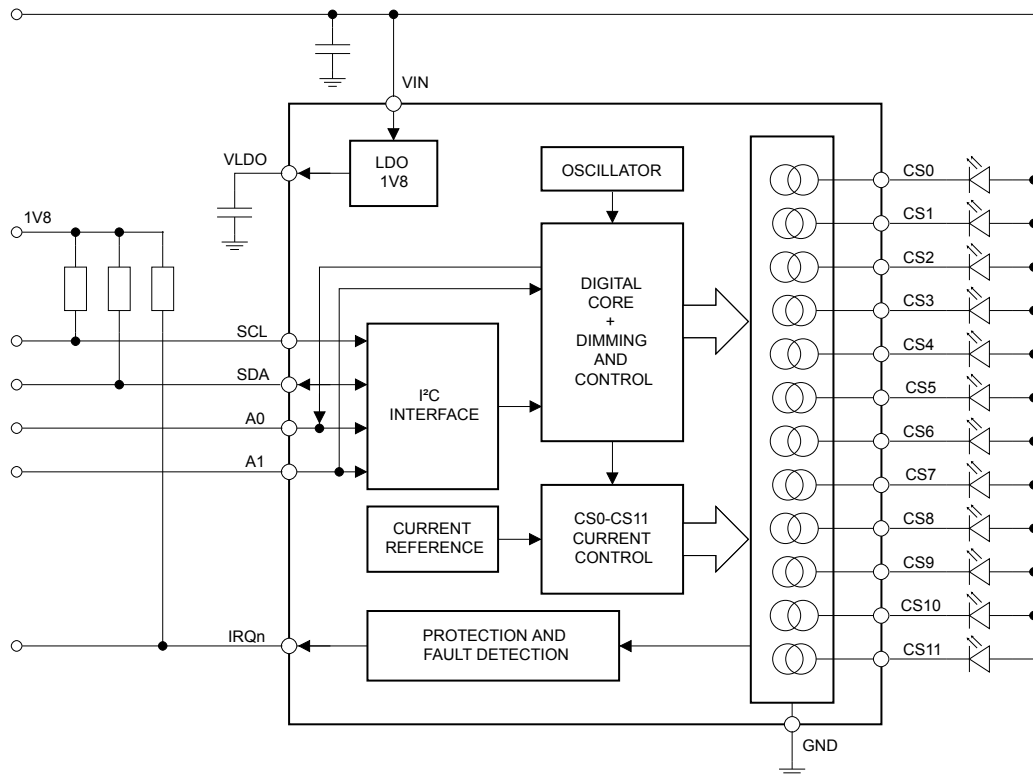 VIN
VLDO
LDO
1V8
OSCILLATOR
1V8
DIGITAL
CORE
+
DIMMING
AND
CONTROL
SCL
SDA
A0
A1
I²C
INTERFACE
CURRENT
REFERENCE
CS0-CS11
CURRENT
CONTROL
IRQn
PROTECTION AND
FAULT DETECTION
CS0
CS1
CS2
CS3
CS4
CS5
CS6
CS7
CS8
CS9
CS10
CS11
GND